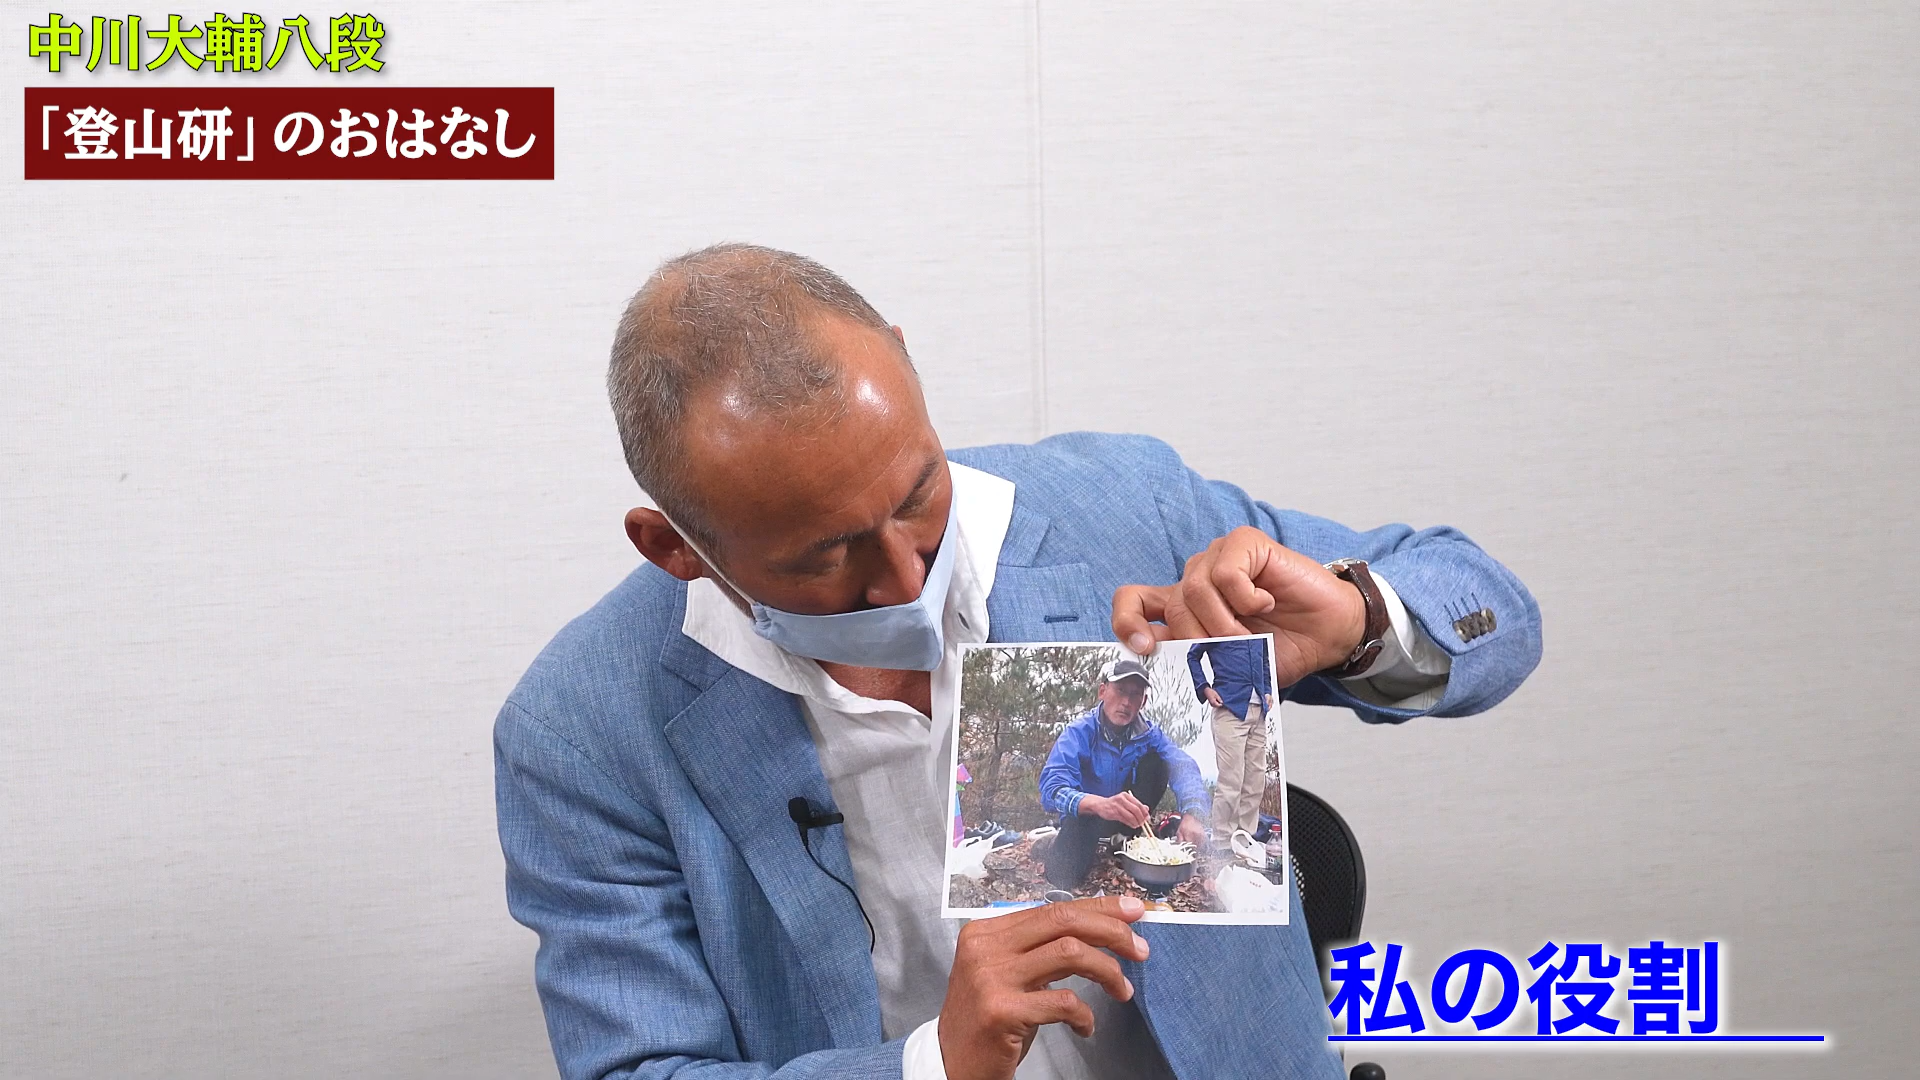 中川大輔八段
「登山研」のおはなし
私の役割